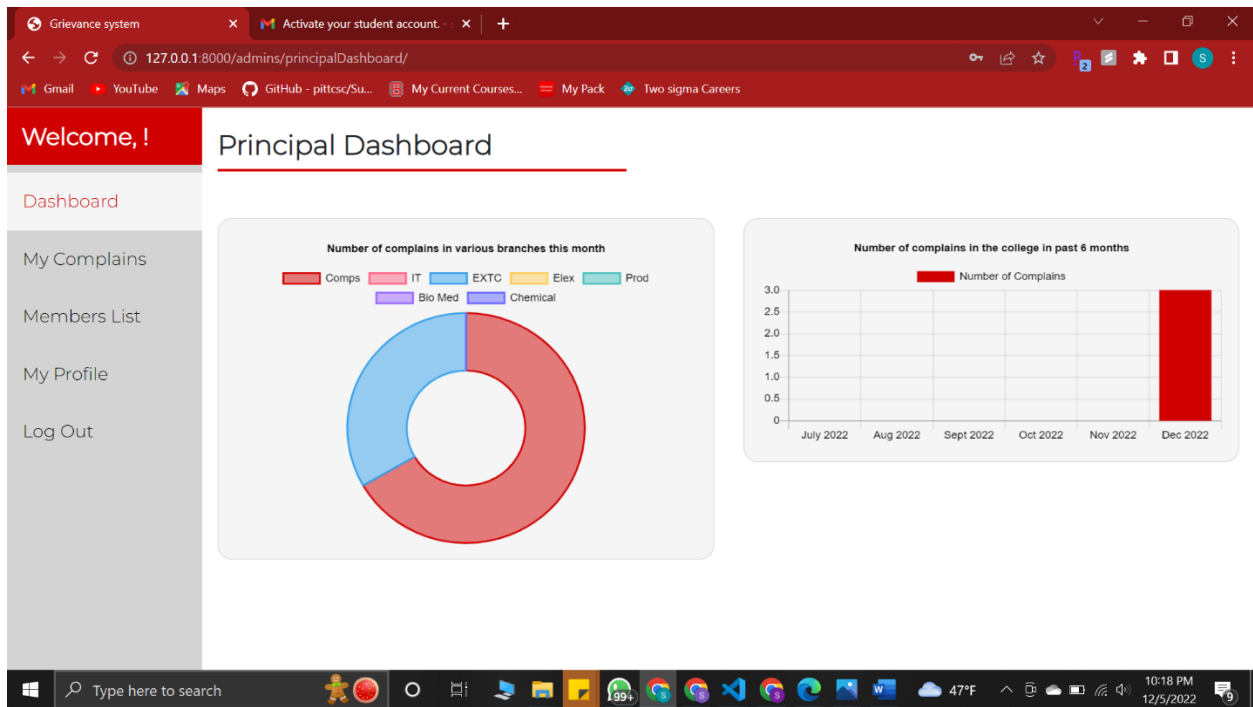 Grievance system
Activate your student account. -
127.0.0.1:8000/admins/principalDashboard/
Gmail YouTube Maps GitHub - pittcsc/Su... My Current Courses... My Pack Two sigma Careers
Welcome, !
Principal Dashboard
Dashboard
My Complains
Members List
My Profile
Log Out
Number of complains in various branches this month
Comps IT EXTC Elex Prod
Bio Med Chemical
Number of complains in the college in past 6 months
Number of Complains
3.0
2.5
2.0
1.5
1.0
0.5
0
July 2022 Aug 2022 Sept 2022 Oct 2022 Nov 2022 Dec 2022
Type here to search
99+
47°F
10:18 PM
12/5/2022
9